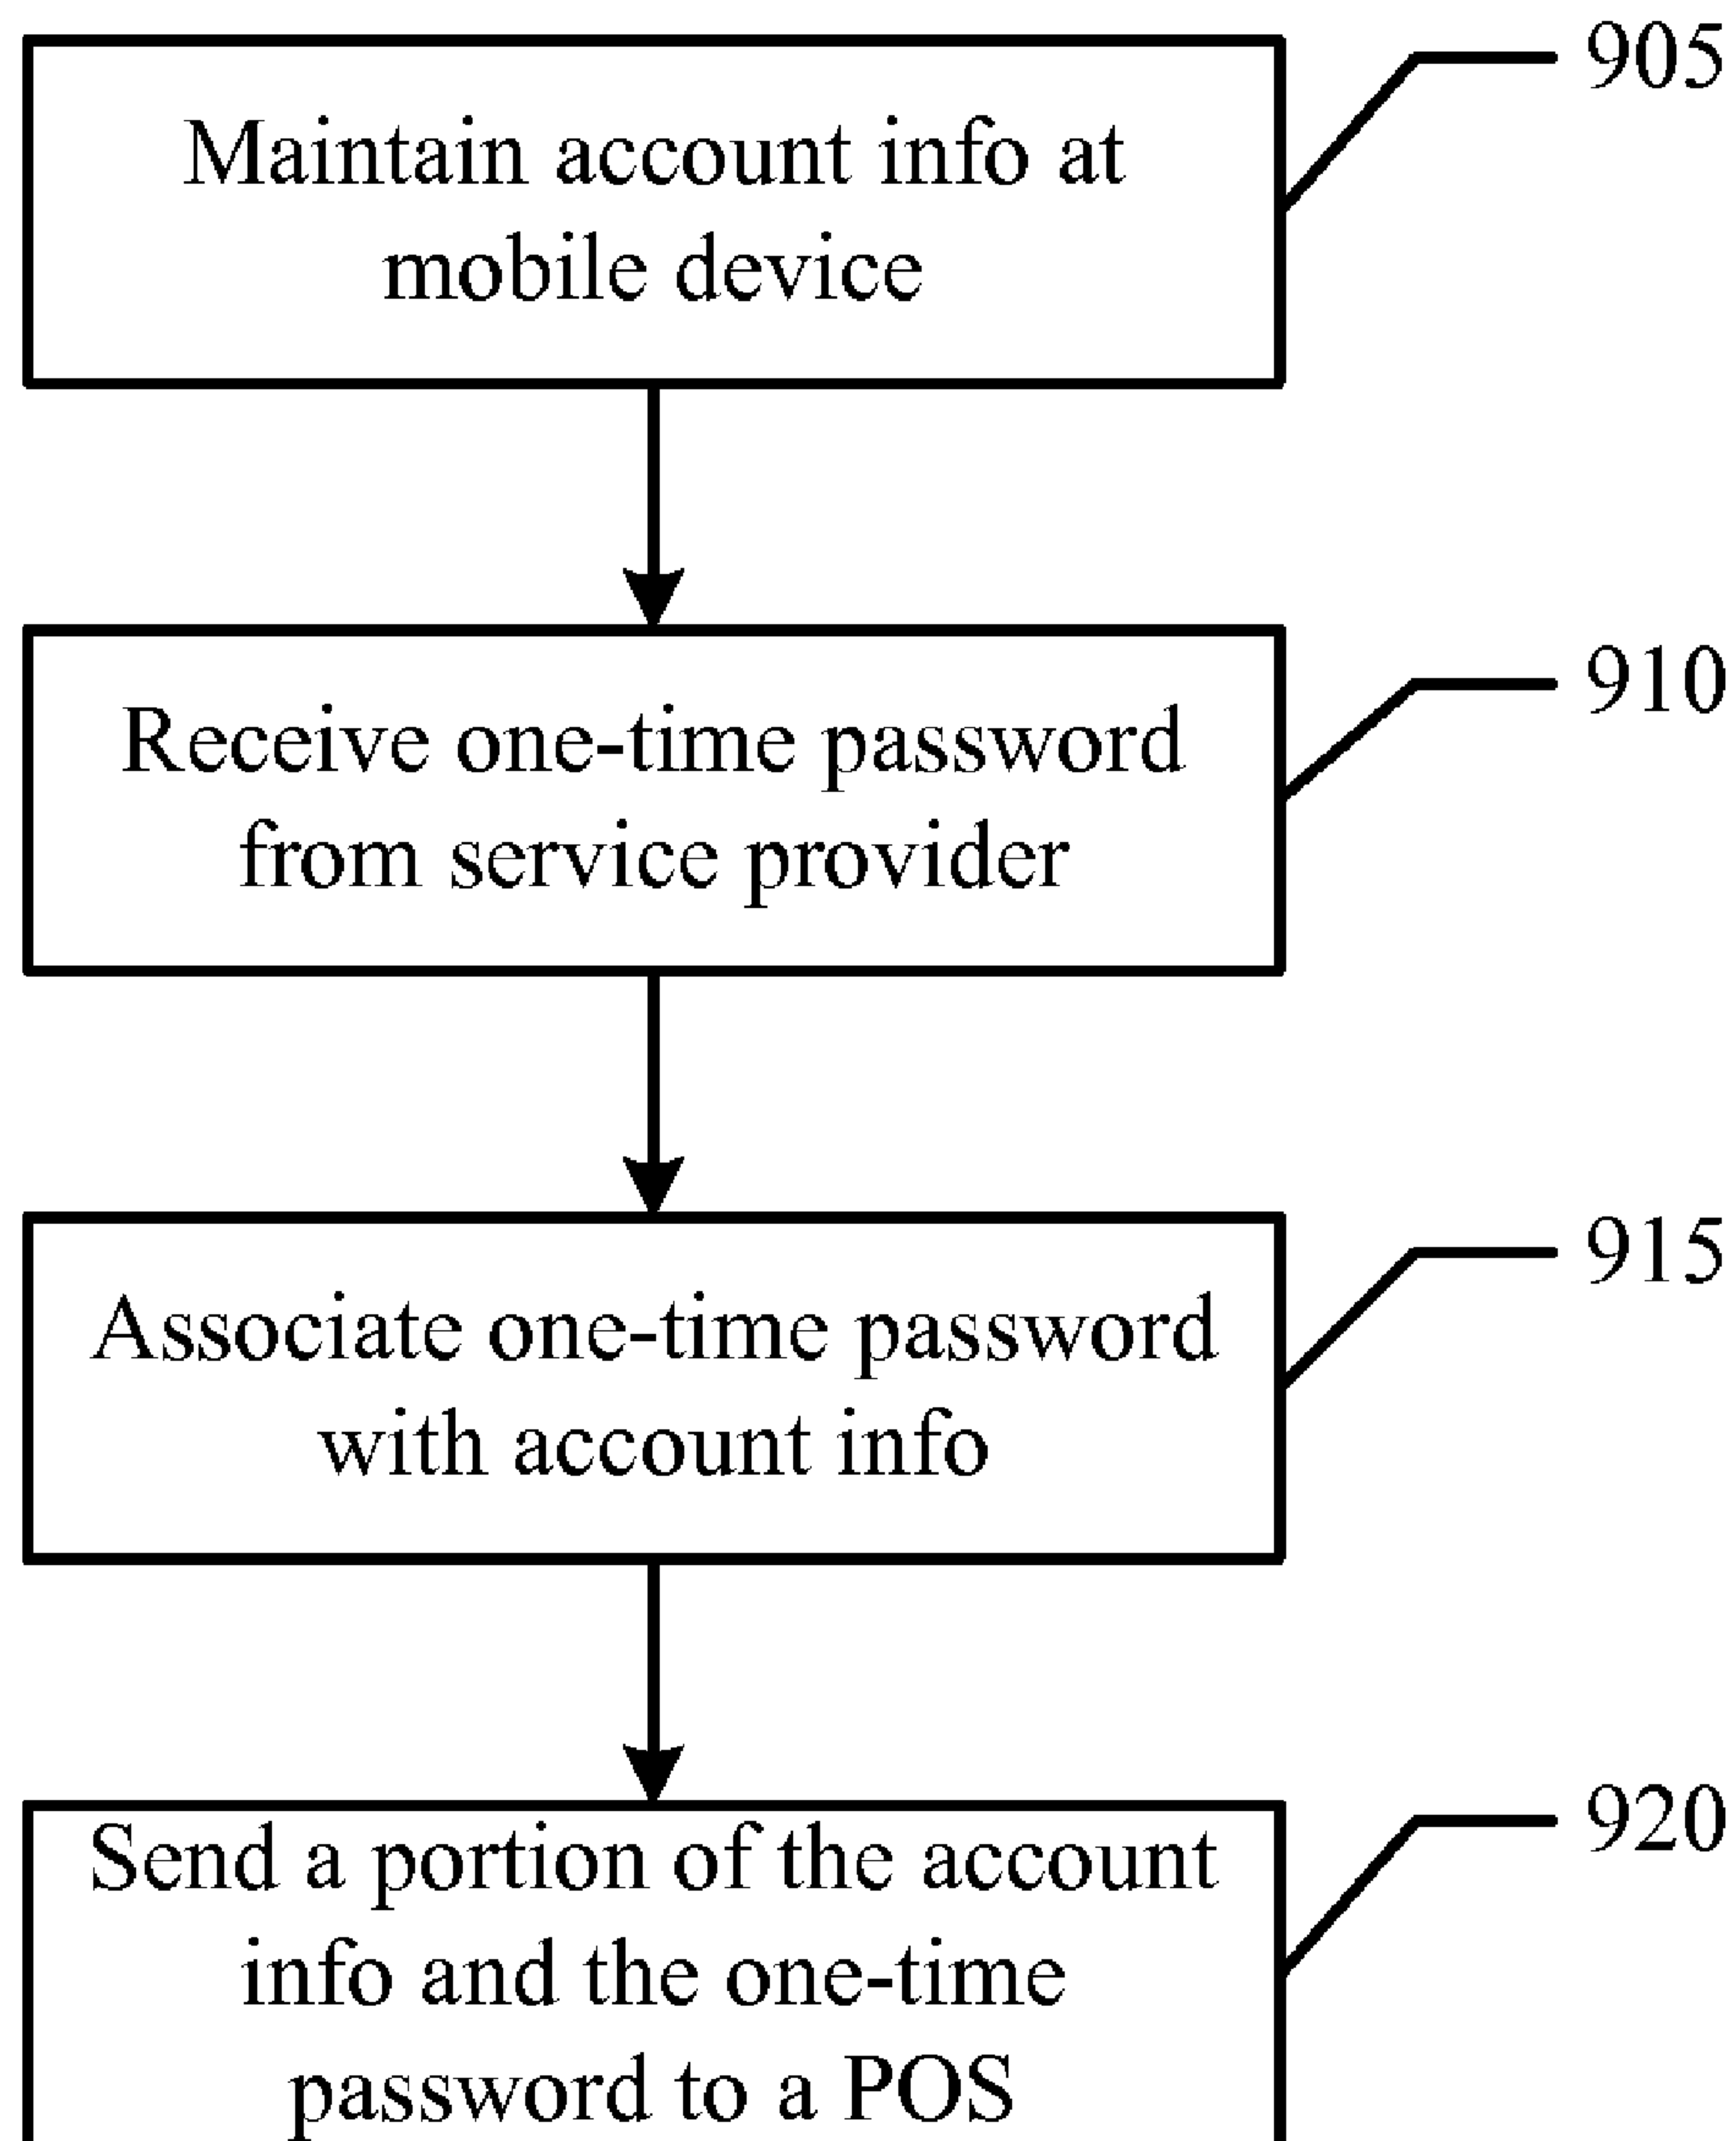 905
Maintain account info at
mobile device
910
Receive one-time password
from service provider
915
Associate one-time password
with account info
920
Send a portion of the account
info and the one-time
password to a POS